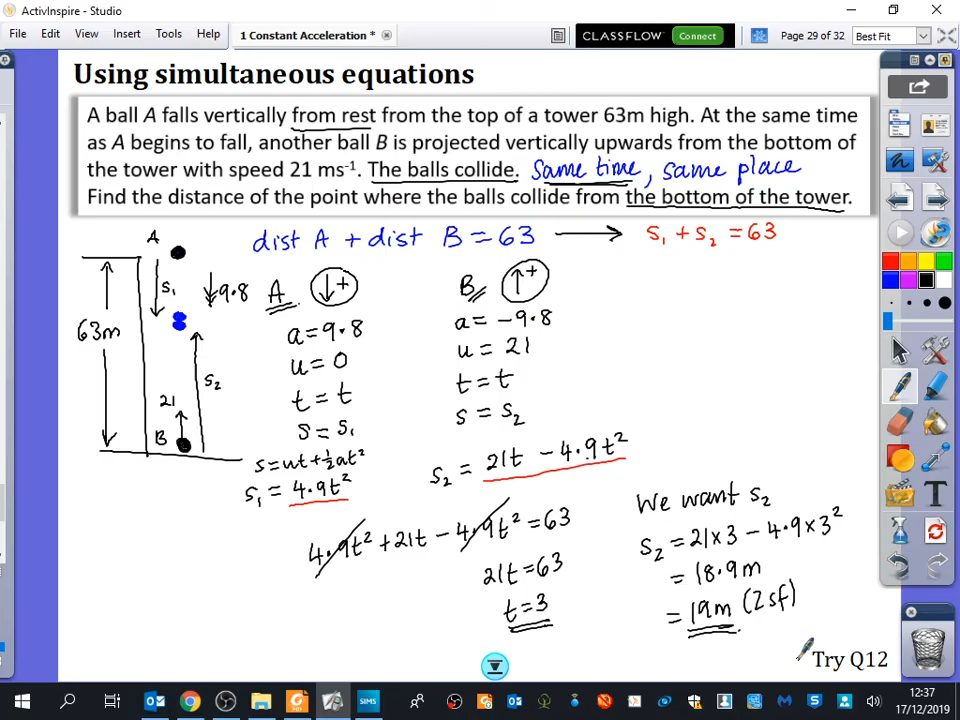 ActivInspire - Studio
File Edit View Insert Tools Help
1 Constant Acceleration *
CLASSFLOW Connect
Page 29 of 32
Best Fit
Using simultaneous equations
A ball A falls vertically from rest from the top of a tower 63m high. At the same time
as A begins to fall, another ball B is projected vertically upwards from the bottom of
the tower with speed 21 ms⁻¹. The balls collide. Same time, same place
Find the distance of the point where the balls collide from the bottom of the tower.
dist A + dist B = 63 → s₁ + s₂ = 63
A
s₁
63m
s₂
21
B
↓9.8
A ↓+
a = 9.8
u = 0
t = t
s = s₁
s = ut + ½at²
s₁ = 4.9t²
B ↑+
a = -9.8
u = 21
t = t
s = s₂
s₂ = 21t - 4.9t²
4.9t² + 21t - 4.9t² = 63
21t = 63
t = 3
We want s₂
s₂ = 21×3 - 4.9×3²
= 18.9m
= 19m (2sf)
Try Q12
SIMS
12:37
17/12/2019